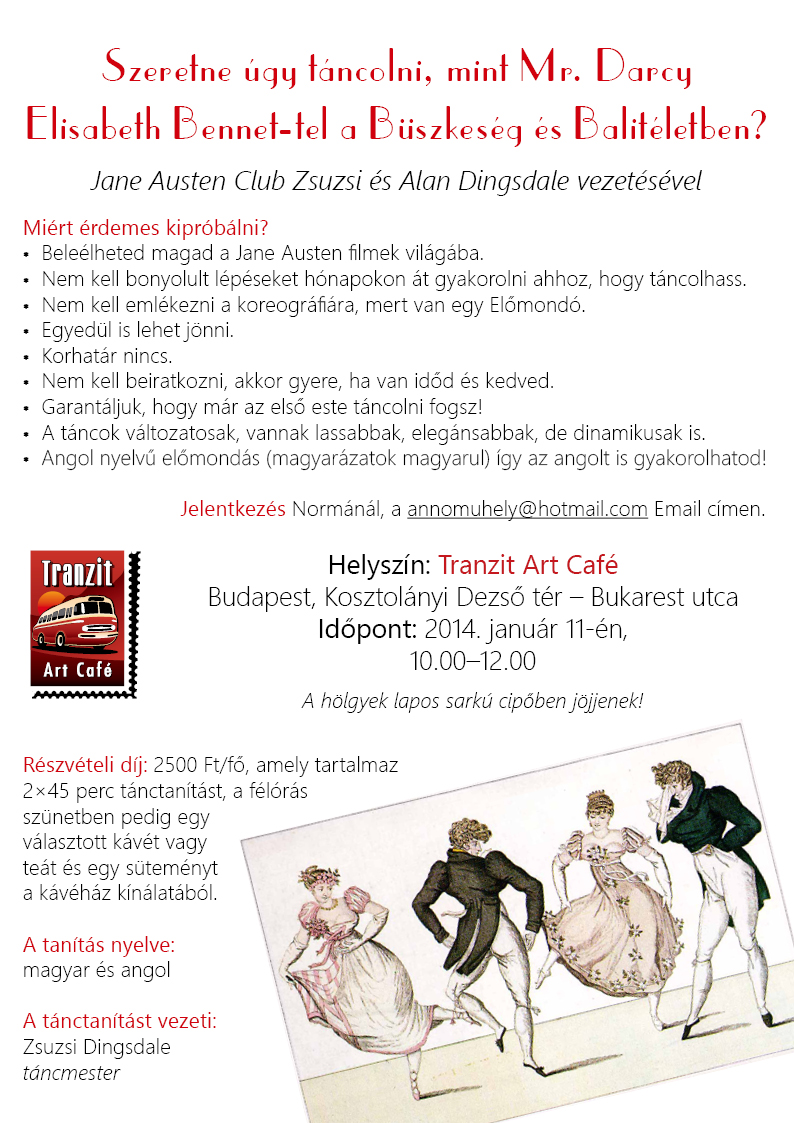 Szeretne úgy táncolni, mint Mr. Darcy
Elisabeth Bennet-tel a Büszkeség és Balitéletben?
Jane Austen Club Zsuzsi és Alan Dingsdale vezetésével
Miért érdemes kipróbálni?
• Beleélheted magad a Jane Austen filmek világába.
• Nem kell bonyolult lépéseket hónapokon át gyakorolni ahhoz, hogy táncolhass.
• Nem kell emlékezni a koreográfiára, mert van egy Előmondó.
• Egyedül is lehet jönni.
• Korhatár nincs.
• Nem kell beiratkozni, akkor gyere, ha van időd és kedved.
• Garantáljuk, hogy már az első este táncolni fogsz!
• A táncok változatosak, vannak lassabbak, elegánsabbak, de dinamikusak is.
• Angol nyelvű előmondás (magyarázatok magyarul) így az angolt is gyakorolhatod!
Jelentkezés Normánál, a annomuhely@hotmail.com Email címen.
Tranzit
Art Café
Helyszín: Tranzit Art Café
Budapest, Kosztolányi Dezső tér – Bukarest utca
Időpont: 2014. január 11-én,
10.00–12.00
A hölgyek lapos sarkú cipőben jöjjenek!
Részvételi díj: 2500 Ft/fő, amely tartalmaz
2×45 perc tánctanítást, a félórás
szünetben pedig egy
választott kávét vagy
teát és egy süteményt
a kávéház kínálatából.
A tanítás nyelve:
magyar és angol
A tánctanítást vezeti:
Zsuzsi Dingsdale
táncmester